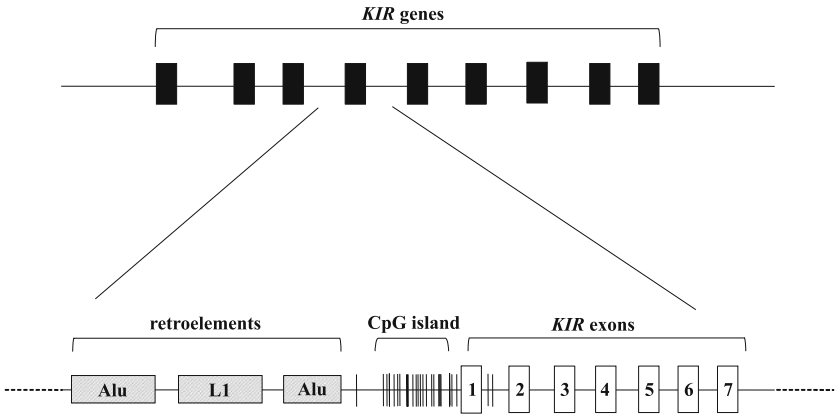 KIR genes
retroelements CpG island KIR exons
Alu L1 Alu 1 2 3 4 5 6 7